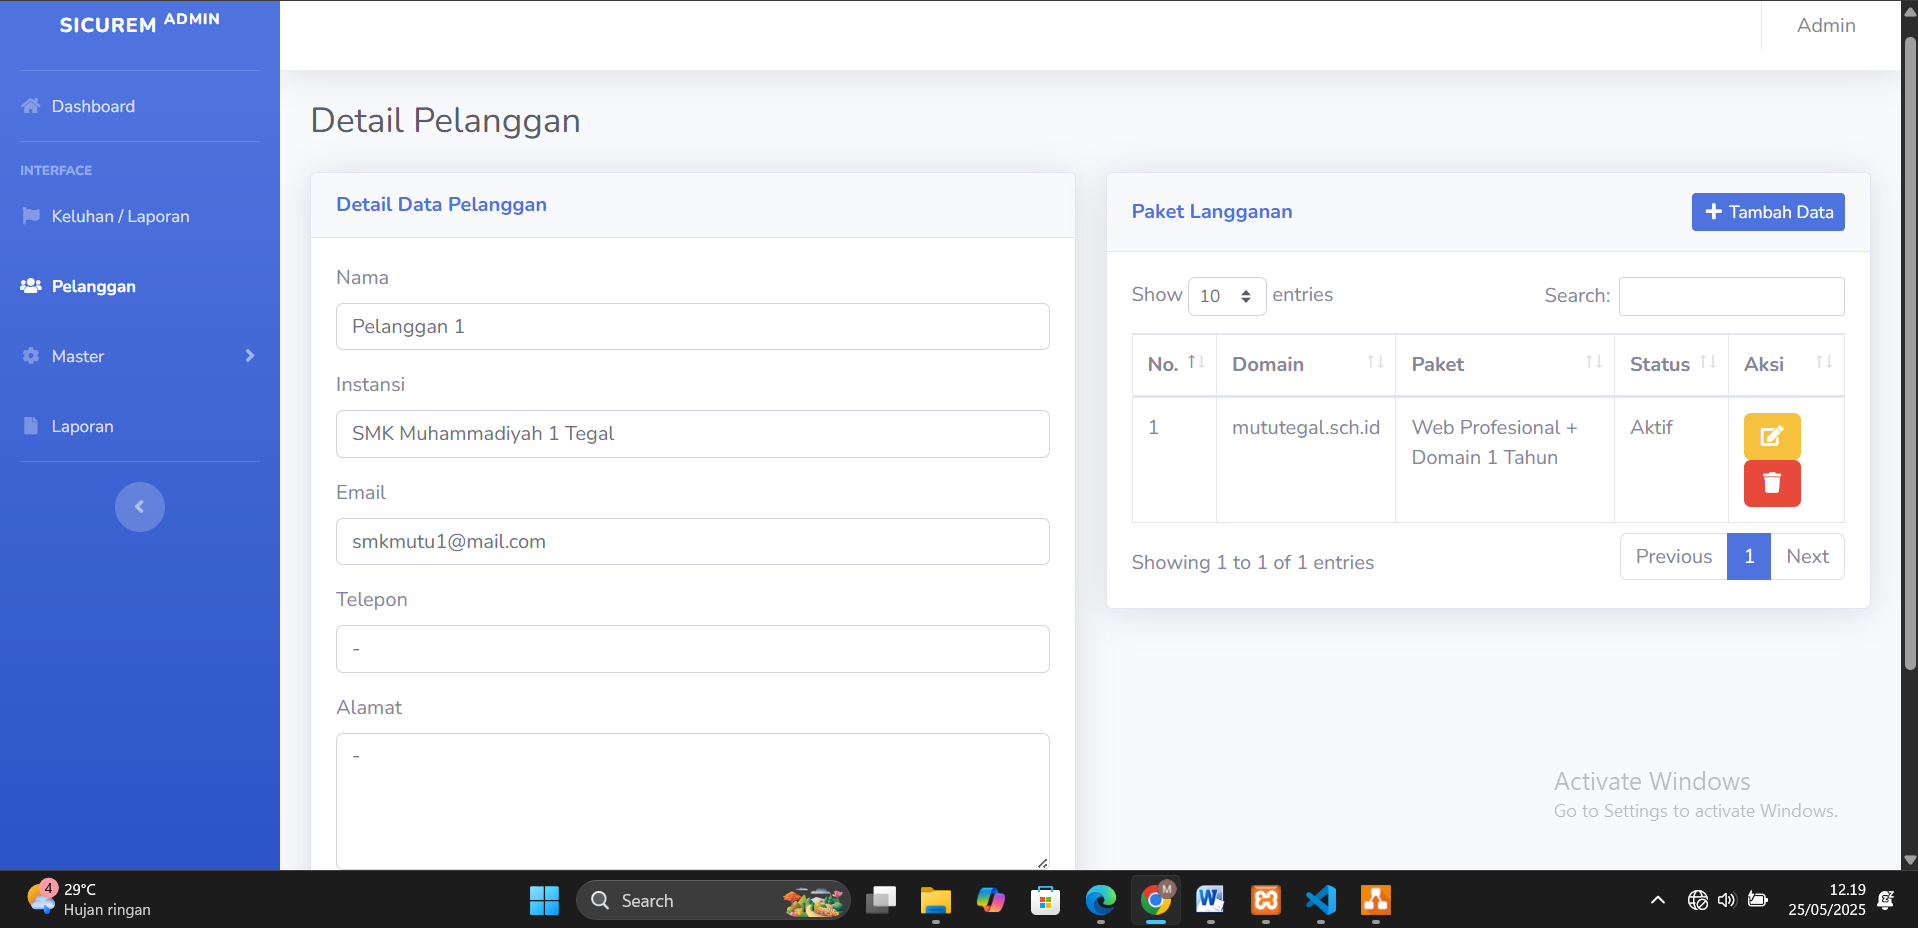 SICUREM ADMIN
Admin
Dashboard
INTERFACE
Keluhan / Laporan
Pelanggan
Master
Laporan
Detail Pelanggan
Detail Data Pelanggan
Nama
Pelanggan 1
Instansi
SMK Muhammadiyah 1 Tegal
Email
smkmutu1@mail.com
Telepon
-
Alamat
-
Paket Langganan
Tambah Data
Show 10 entries
Search:
No. Domain Paket Status Aksi
1 mututegal.sch.id Web Profesional + Aktif
Domain 1 Tahun
Showing 1 to 1 of 1 entries
Previous 1 Next
Activate Windows
Go to Settings to activate Windows.
4
29°C
Hujan ringan
Search
M
12.19
25/05/2025